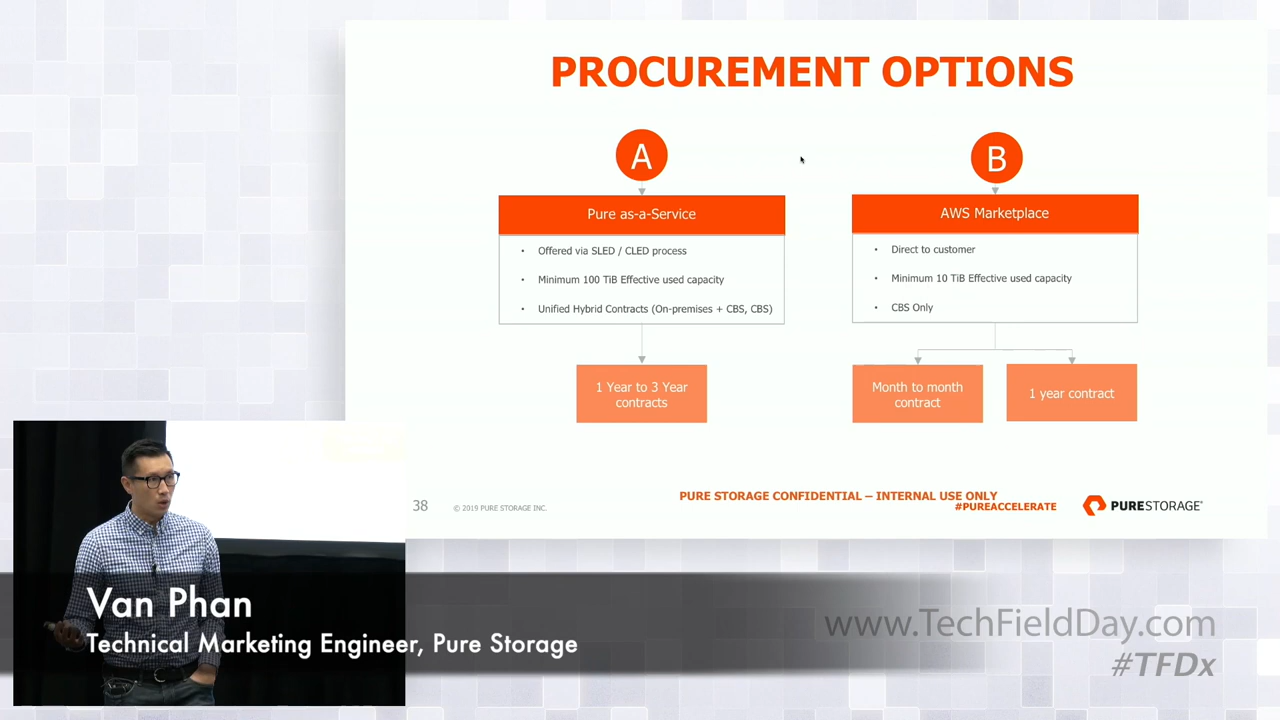 PROCUREMENT OPTIONS
A
Pure as-a-Service
• Offered via SLED / CLED process
• Minimum 100 TiB Effective used capacity
• Unified Hybrid Contracts (On-premises + CBS, CBS)
1 Year to 3 Year
contracts
B
AWS Marketplace
• Direct to customer
• Minimum 10 TiB Effective used capacity
• CBS Only
Month to month
contract
1 year contract
38
© 2019 PURE STORAGE INC.
PURE STORAGE CONFIDENTIAL – INTERNAL USE ONLY
#PUREACCELERATE
PURESTORAGE®
Van Phan
Technical Marketing Engineer, Pure Storage
www.TechFieldDay.com
#TFDx